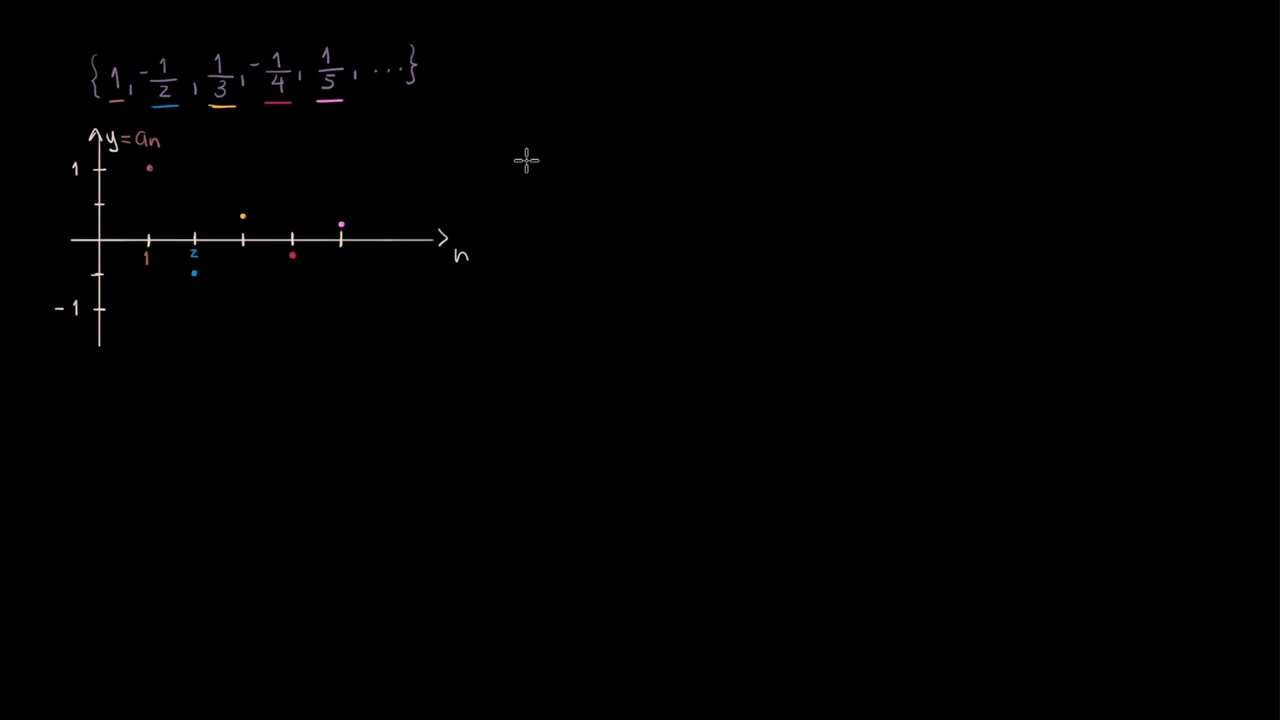 {1, -1/2, 1/3, -1/4, 1/5, ...}
y=an
1
1 2
n
-1